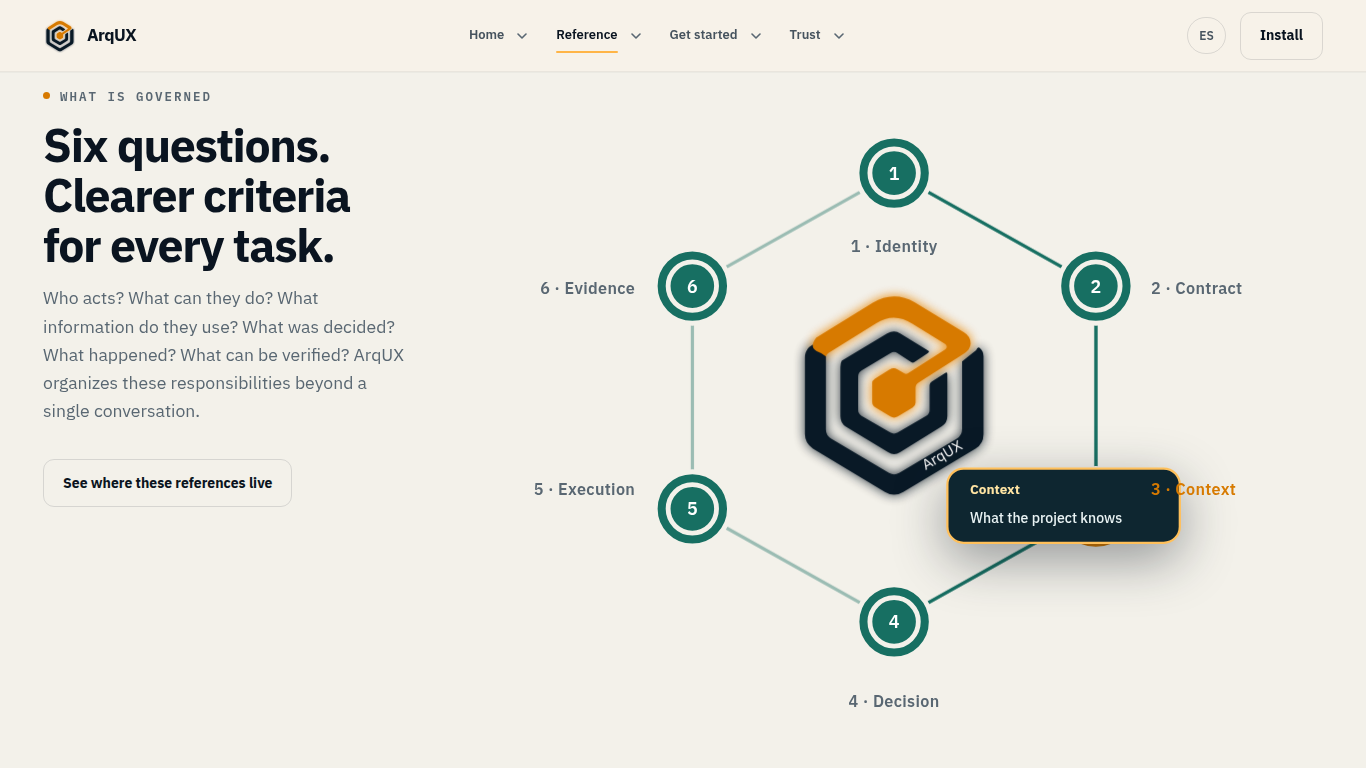 ArqUX
Home
Reference
Get started
Trust
ES
Install
WHAT IS GOVERNED
Six questions.
Clearer criteria
for every task.
Who acts? What can they do? What
information do they use? What was decided?
What happened? What can be verified? ArqUX
organizes these responsibilities beyond a
single conversation.
See where these references live
1
1 · Identity
6 · Evidence
6
2
2 · Contract
ArqUX
5 · Execution
5
Context
What the project knows
3 · Context
4
4 · Decision